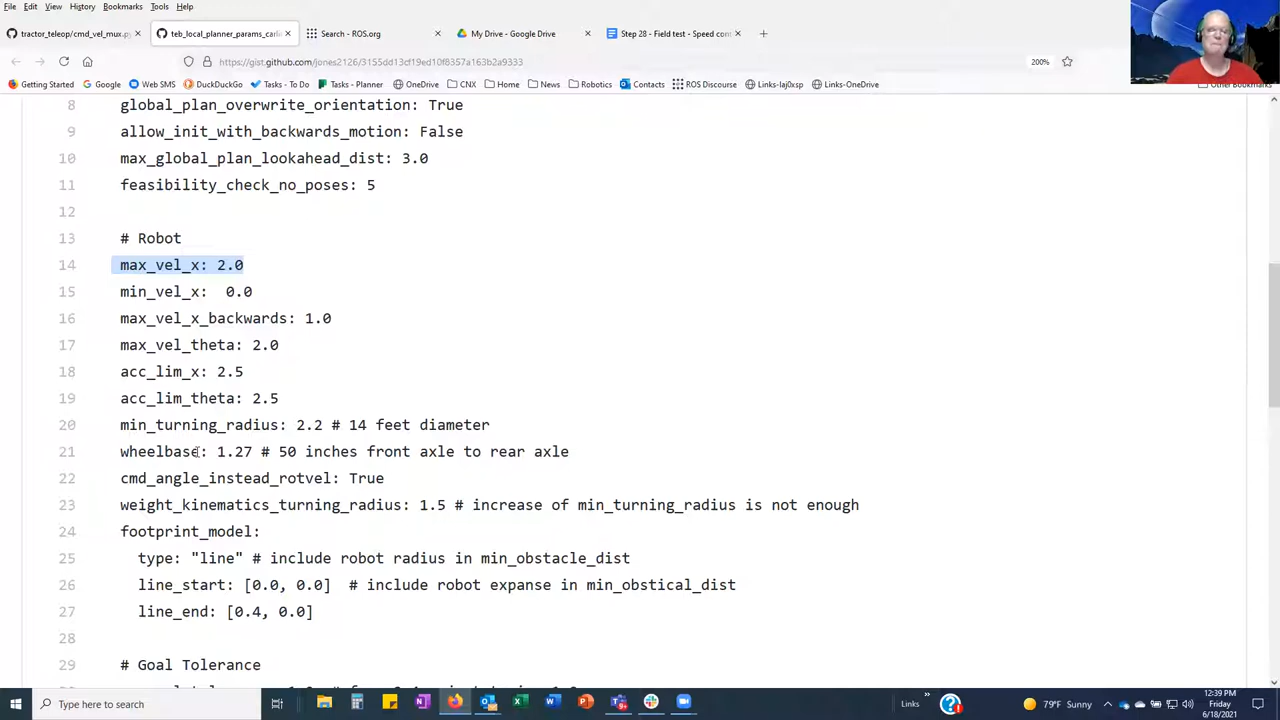 File Edit View History Bookmarks Tools Help
tractor_teleop/cmd_vel_mux.py
teb_local_planner_params_carle
Search - ROS.org
My Drive - Google Drive
Step 28 - Field test - Speed cont
https://gist.github.com/jones2126/3155dd13cf19ed10f8357a163b2a9333
200%
Getting Started Google Web SMS DuckDuckGo Tasks - To Do Tasks - Planner OneDrive CNX Home News Robotics Contacts ROS Discourse Links-laj0xsp Links-OneDrive
Other Bookmarks
8 global_plan_overwrite_orientation: True
9 allow_init_with_backwards_motion: False
10 max_global_plan_lookahead_dist: 3.0
11 feasibility_check_no_poses: 5
12
13 # Robot
14 max_vel_x: 2.0
15 min_vel_x:  0.0
16 max_vel_x_backwards: 1.0
17 max_vel_theta: 2.0
18 acc_lim_x: 2.5
19 acc_lim_theta: 2.5
20 min_turning_radius: 2.2 # 14 feet diameter
21 wheelbase: 1.27 # 50 inches front axle to rear axle
22 cmd_angle_instead_rotvel: True
23 weight_kinematics_turning_radius: 1.5 # increase of min_turning_radius is not enough
24 footprint_model:
25 type: "line" # include robot radius in min_obstacle_dist
26 line_start: [0.0, 0.0]  # include robot expanse in min_obstical_dist
27 line_end: [0.4, 0.0]
28
29 # Goal Tolerance
Type here to search
Links
79°F Sunny
12:39 PM
Friday
6/18/2021